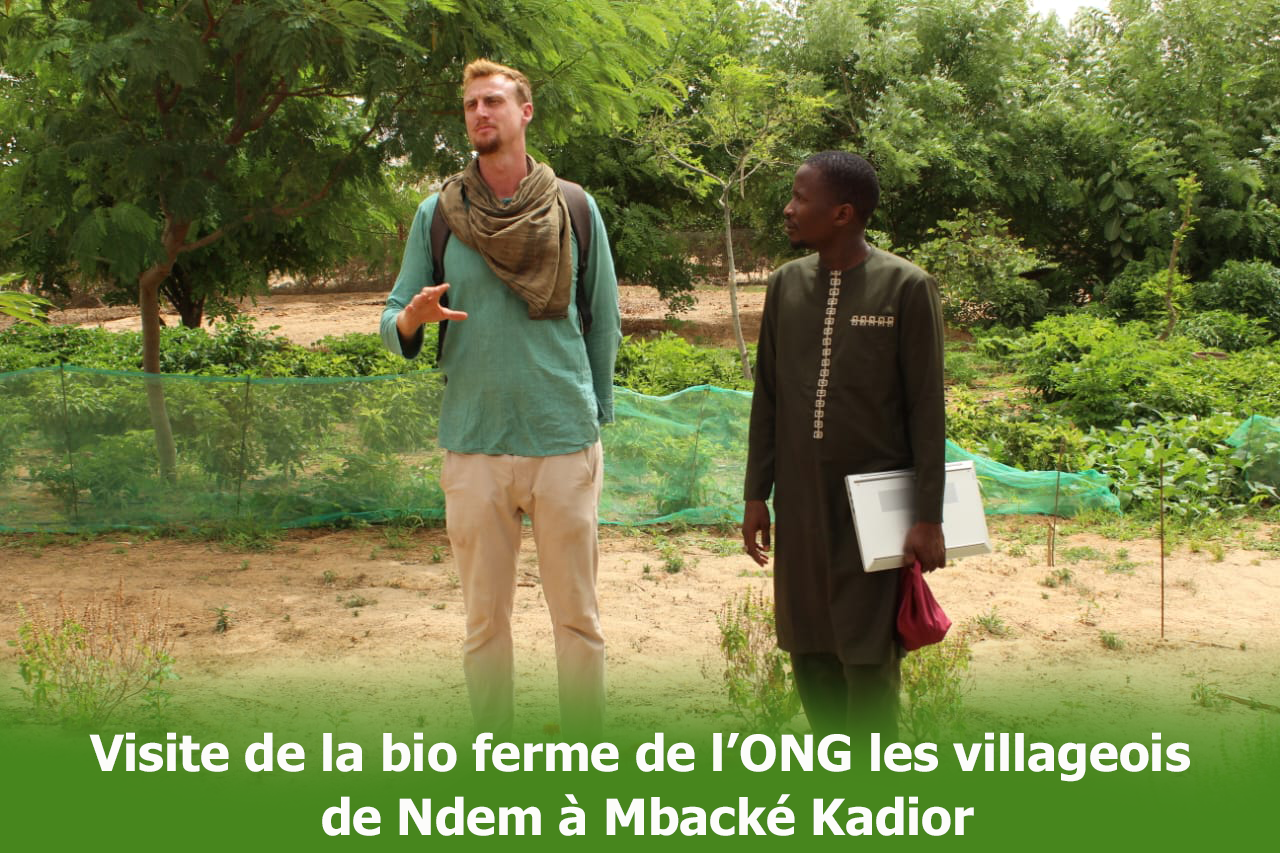 Visite de la bio ferme de l’ONG les villageois
de Ndem à Mbacké Kadior